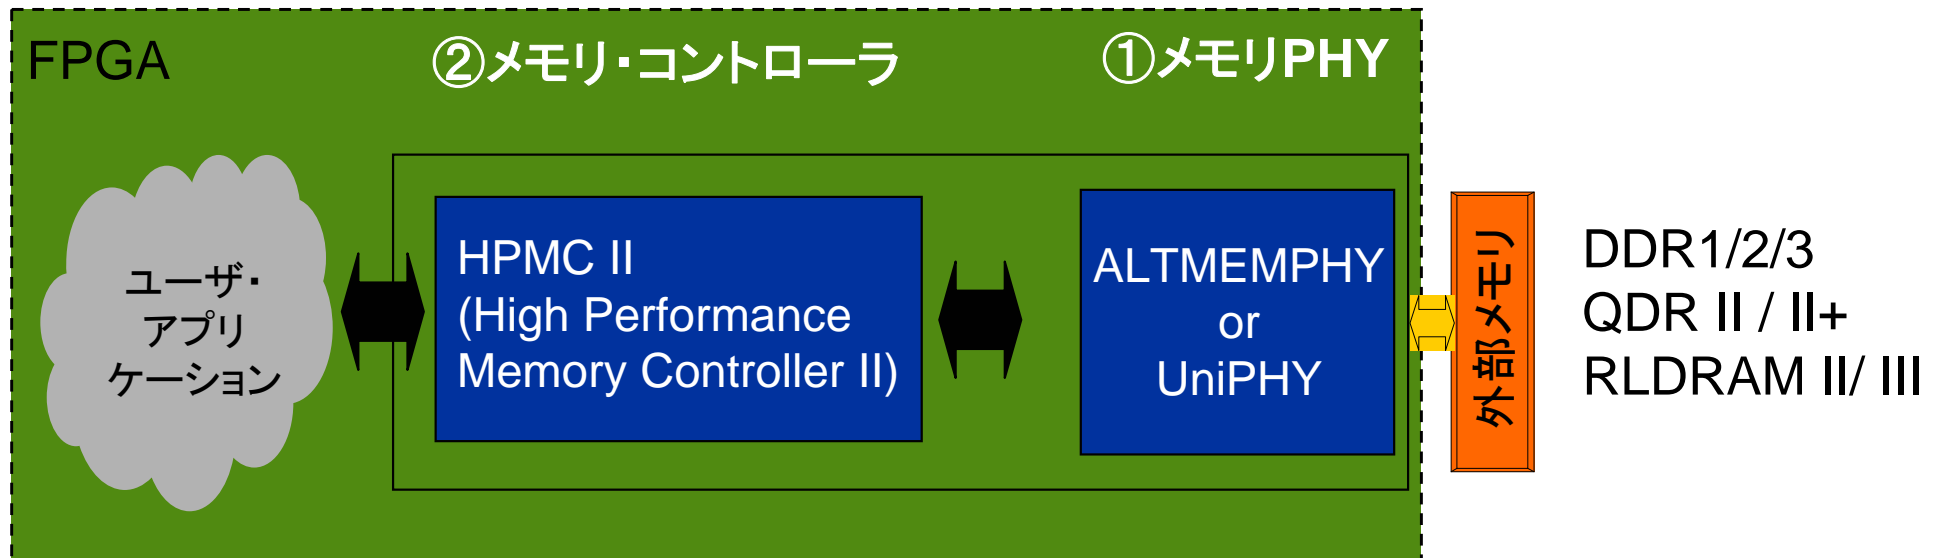 FPGA
②メモリ・コントローラ
①メモリPHY
ユーザ・
アプリ
ケーション
HPMC II
(High Performance
Memory Controller II)
ALTMEMPHY
or
UniPHY
外部メモリ
DDR1/2/3
QDR II / II+
RLDRAM II/ III